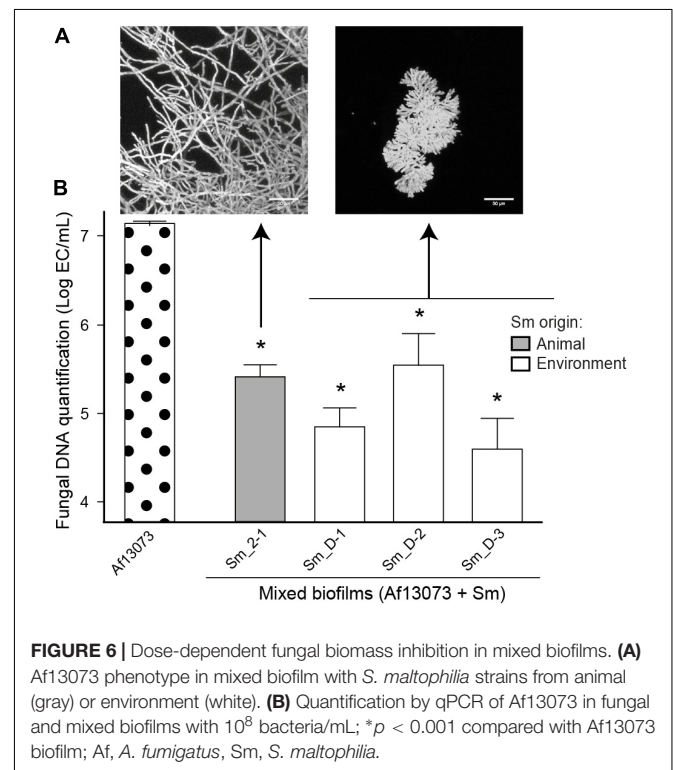 A
50 µm
B
Fungal DNA quantification (Log EC/mL)
7
6
5
4
*
*
*
*
Sm origin:
Animal
Environment
Af13073
Sm_2-1
Sm_D-1
Sm_D-2
Sm_D-3
Mixed biofilms (Af13073 + Sm)
FIGURE 6 | Dose-dependent fungal biomass inhibition in mixed biofilms. (A)
Af13073 phenotype in mixed biofilm with S. maltophilia strains from animal
(gray) or environment (white). (B) Quantification by qPCR of Af13073 in fungal
and mixed biofilms with 10⁸ bacteria/mL; *p < 0.001 compared with Af13073
biofilm; Af, A. fumigatus, Sm, S. maltophilia.